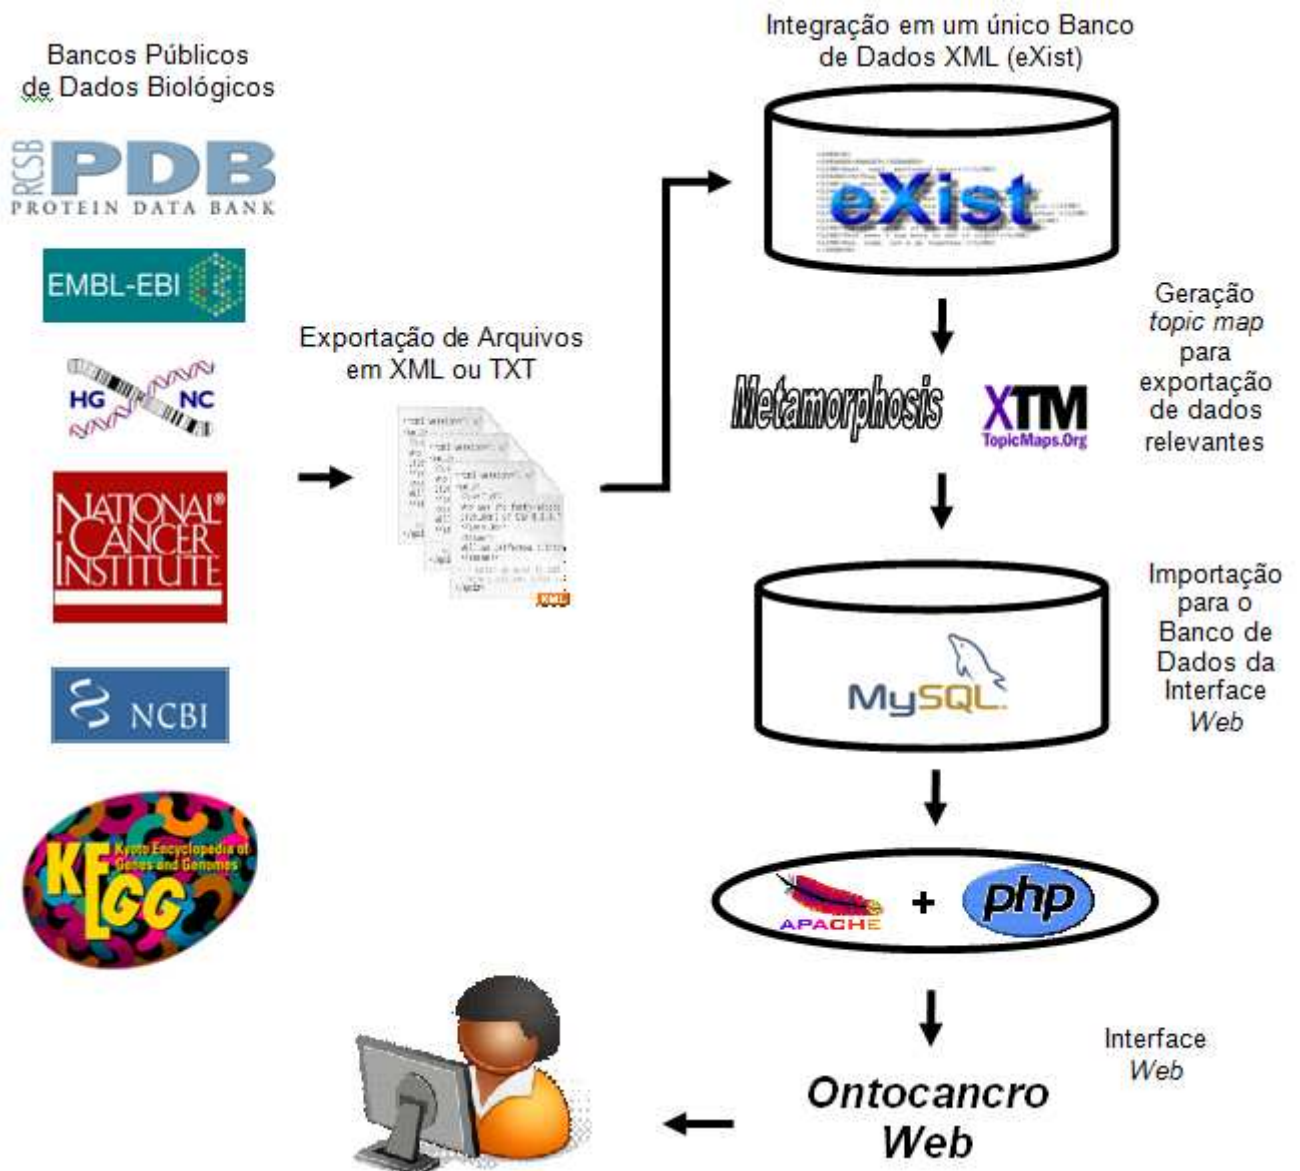 Bancos Públicos
de Dados Biológicos
RCSB
PDB
PROTEIN DATA BANK
EMBL-EBI
HG NC
NATIONAL®
CANCER
INSTITUTE
NCBI
KEGG
Kyoto Encyclopedia of
Genes and Genomes
Exportação de Arquivos
em XML ou TXT
XML
Integração em um único Banco
de Dados XML (eXist)
eXist
Geração
topic map
para
exportação
de dados
relevantes
Metamorphosis
XTM
TopicMaps.Org
Importação
para o
Banco de
Dados da
Interface
Web
MySQL
APACHE
+
php
Interface
Web
Ontocancro
Web